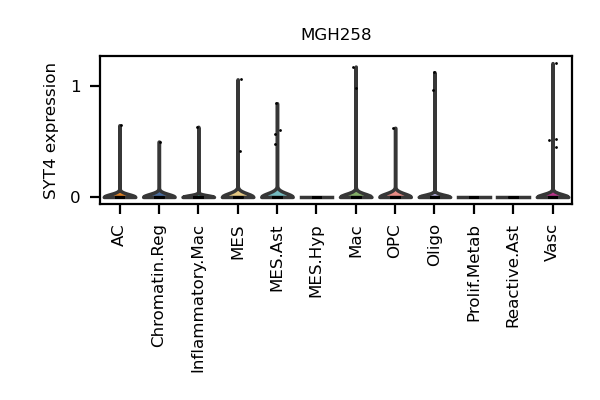 MGH258
SYT4 expression
1
0
AC
Chromatin.Reg
Inflammatory.Mac
MES
MES.Ast
MES.Hyp
Mac
OPC
Oligo
Prolif.Metab
Reactive.Ast
Vasc